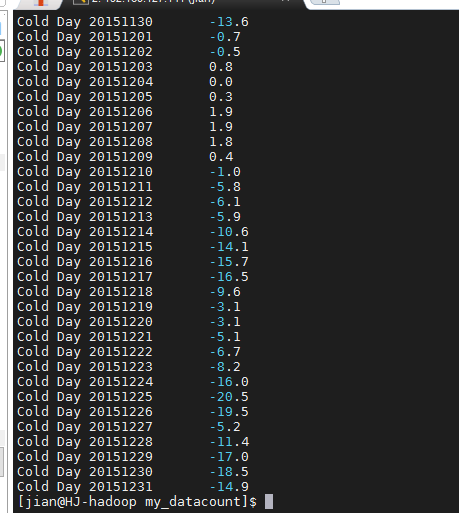 Cold Day 20151130 -13.6
Cold Day 20151201 -0.7
Cold Day 20151202 -0.5
Cold Day 20151203 0.8
Cold Day 20151204 0.0
Cold Day 20151205 0.3
Cold Day 20151206 1.9
Cold Day 20151207 1.9
Cold Day 20151208 1.8
Cold Day 20151209 0.4
Cold Day 20151210 -1.0
Cold Day 20151211 -5.8
Cold Day 20151212 -6.1
Cold Day 20151213 -5.9
Cold Day 20151214 -10.6
Cold Day 20151215 -14.1
Cold Day 20151216 -15.7
Cold Day 20151217 -16.5
Cold Day 20151218 -9.6
Cold Day 20151219 -3.1
Cold Day 20151220 -3.1
Cold Day 20151221 -5.1
Cold Day 20151222 -6.7
Cold Day 20151223 -8.2
Cold Day 20151224 -16.0
Cold Day 20151225 -20.5
Cold Day 20151226 -19.5
Cold Day 20151227 -5.2
Cold Day 20151228 -11.4
Cold Day 20151229 -17.0
Cold Day 20151230 -18.5
Cold Day 20151231 -14.9
[jian@HJ-hadoop my_datacount]$